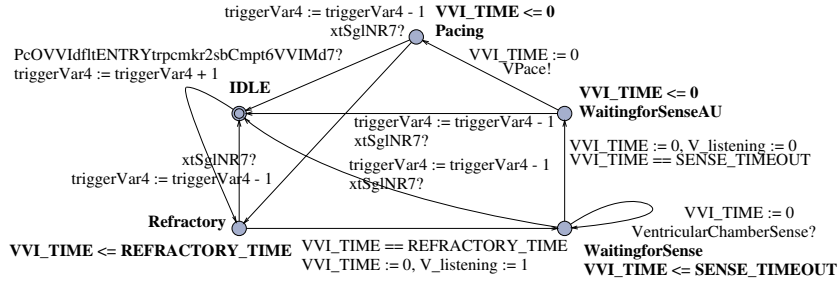 triggerVar4 := triggerVar4 - 1
VVI_TIME <= 0
xtSglNR7?
Pacing
PcOVVIdfltENTRYtrpcmkr2sbCmpt6VVIMd7?
triggerVar4 := triggerVar4 + 1
VVI_TIME := 0
VPace!
IDLE
VVI_TIME <= 0
WaitingforSenseAU
triggerVar4 := triggerVar4 - 1
xtSglNR7?
VVI_TIME := 0, V_listening := 0
VVI_TIME == SENSE_TIMEOUT
xtSglNR7?
triggerVar4 := triggerVar4 - 1
triggerVar4 := triggerVar4 - 1
xtSglNR7?
Refractory
VVI_TIME <= REFRACTORY_TIME
VVI_TIME == REFRACTORY_TIME
VVI_TIME := 0, V_listening := 1
VVI_TIME := 0
VentricularChamberSense?
WaitingforSense
VVI_TIME <= SENSE_TIMEOUT